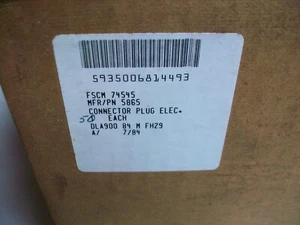 5935006814493
FSCM 74545
MFR/PN 5865
CONNECTOR PLUG ELEC.
50 EACH
DLA900 84 M FH29
A/ 7/84